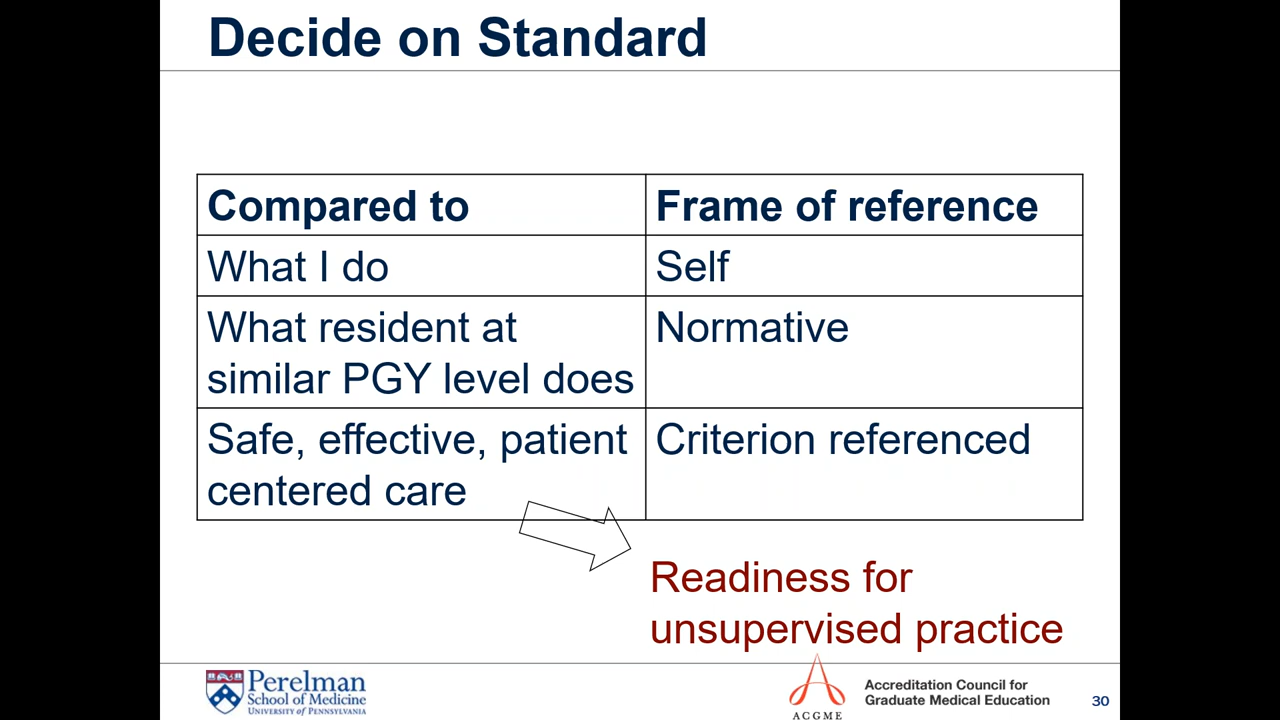 Decide on Standard
Compared to
Frame of reference
What I do
Self
What resident at
similar PGY level does
Normative
Safe, effective, patient
centered care
Criterion referenced
Readiness for
unsupervised practice
Perelman
School of Medicine
University of Pennsylvania
ACGME
Accreditation Council for
Graduate Medical Education
30